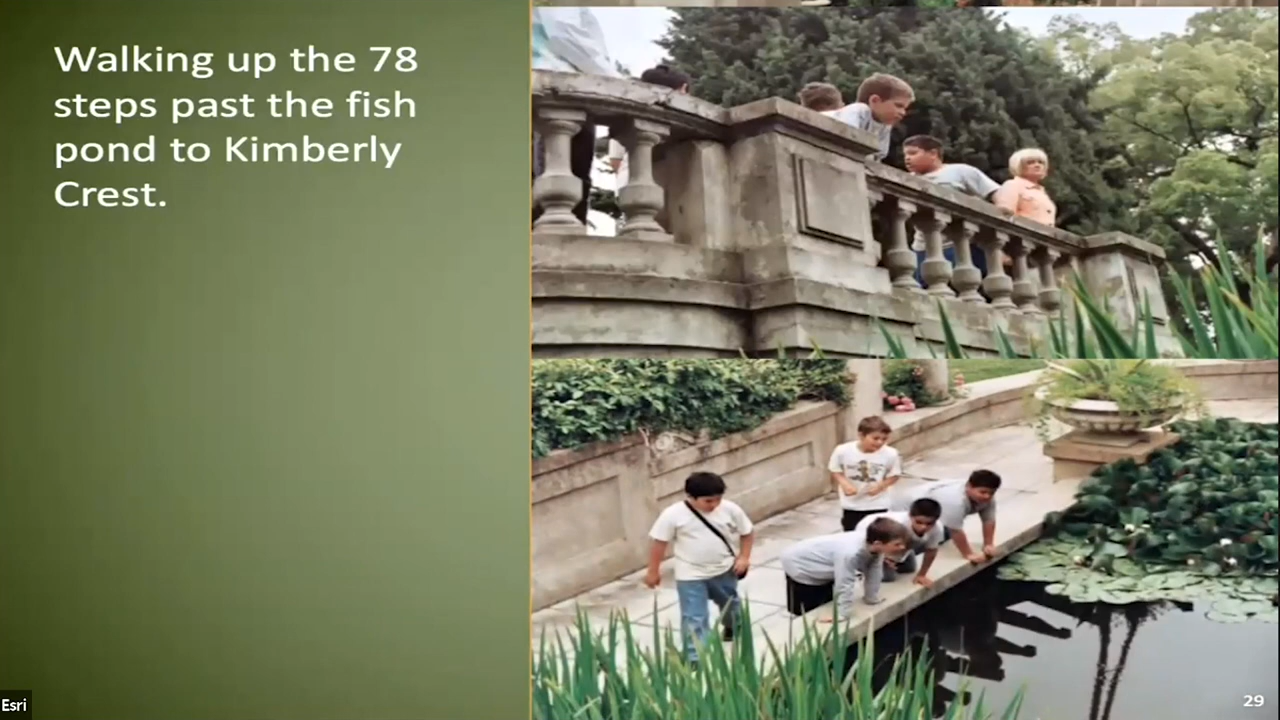 Walking up the 78
steps past the fish
pond to Kimberly
Crest.
Esri
29